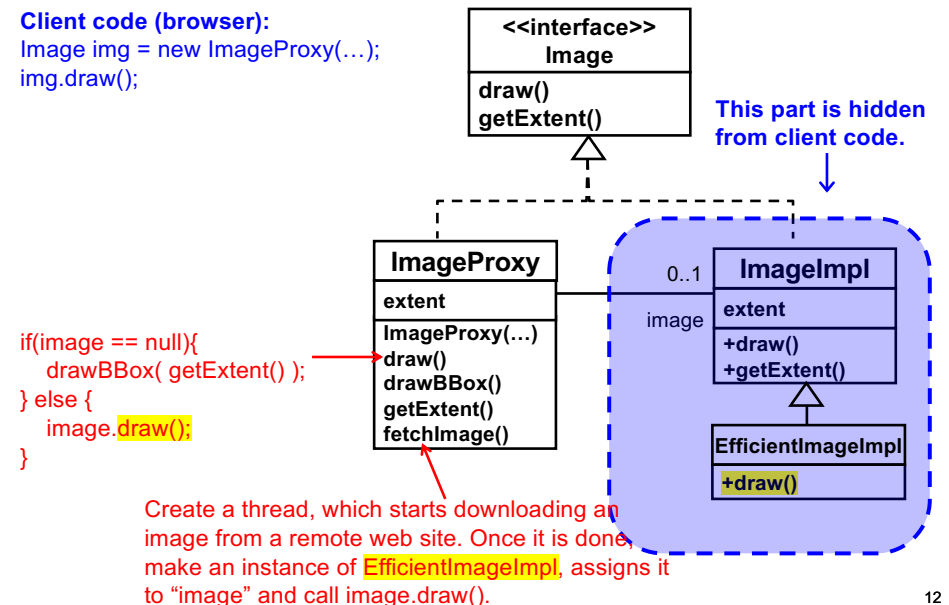 Client code (browser):
Image img = new ImageProxy(…);
img.draw();
<<interface>>
Image
draw()
getExtent()
This part is hidden
from client code.
ImageProxy
extent
ImageProxy(…)
draw()
drawBBox()
getExtent()
fetchImage()
0..1
image
ImageImpl
extent
+draw()
+getExtent()
EfficientImageImpl
+draw()
if(image == null){
drawBBox( getExtent() );
} else {
image.draw();
}
Create a thread, which starts downloading an
image from a remote web site. Once it is done,
make an instance of EfficientImageImpl, assigns it
to “image” and call image.draw().
12